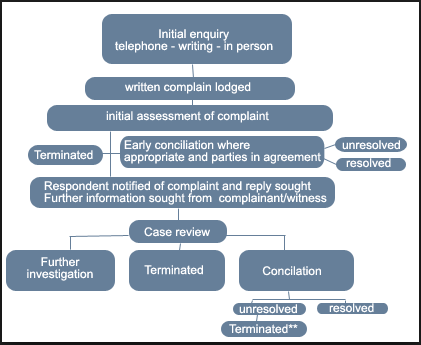 Initial enquiry
telephone - writing - in person
written complain lodged
initial assessment of complaint
Terminated
Early conciliation where
appropriate and parties in agreement
unresolved
resolved
Respondent notified of complaint and reply sought
Further information sought from complainant/witness
Case review
Further
investigation
Terminated
Concilation
unresolved
resolved
Terminated**